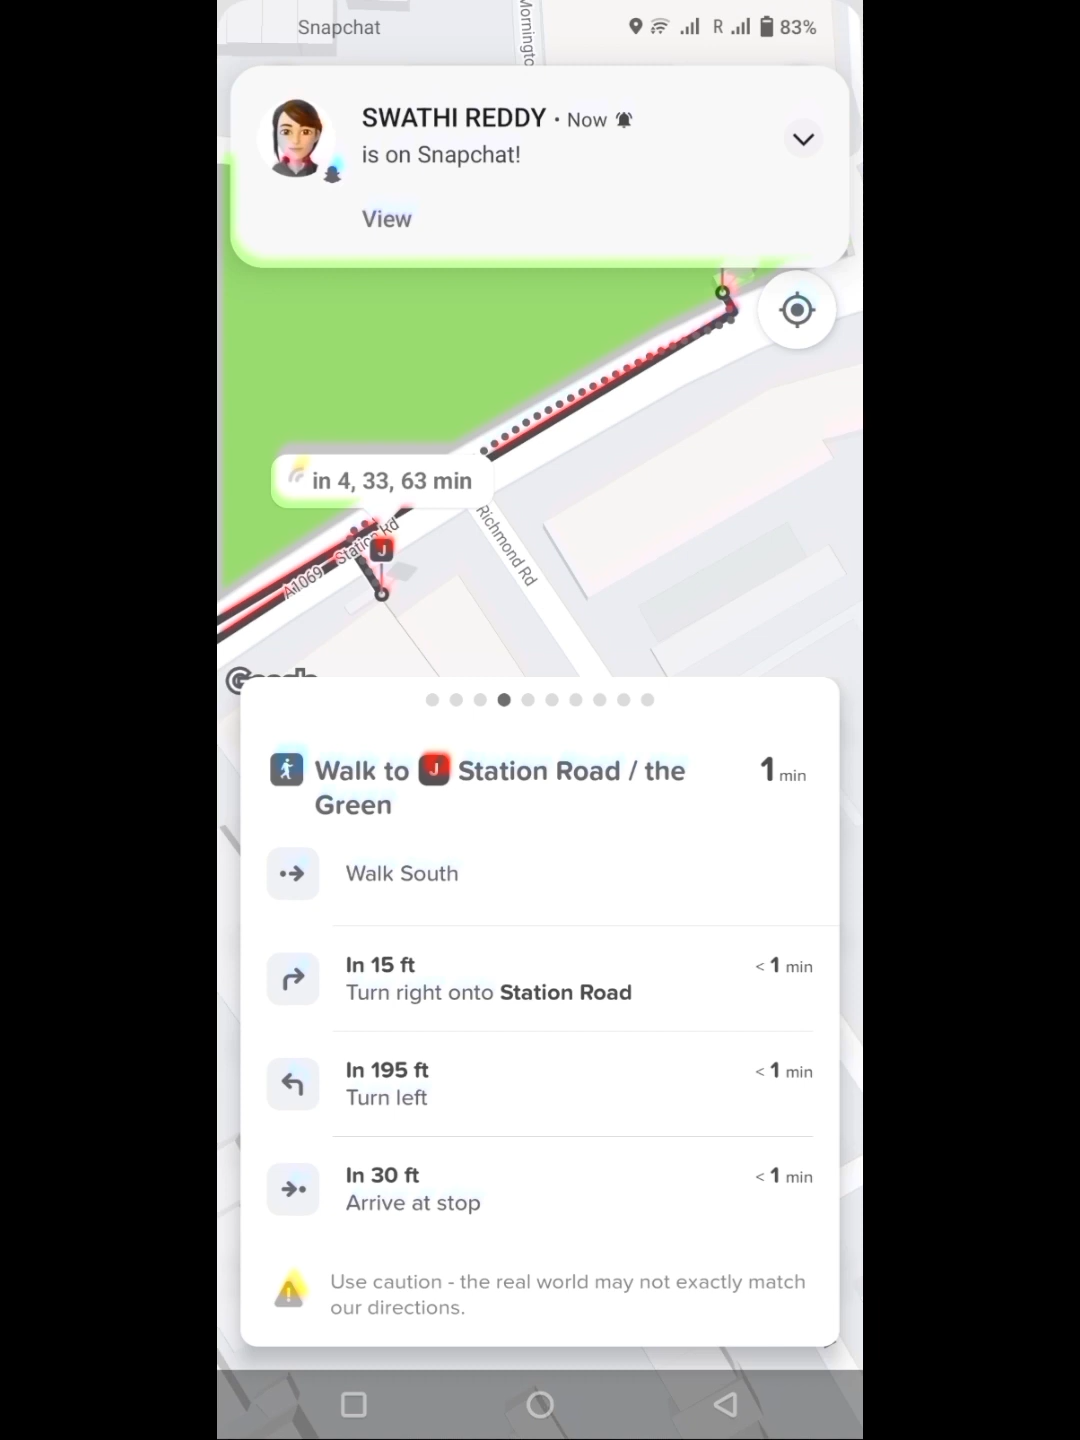 Snapchat
R 83%
Morningto
SWATHI REDDY • Now
is on Snapchat!
View
in 4, 33, 63 min
Station Rd
J
A1069
Richmond Rd
Walk to J Station Road / the
Green
1 min
Walk South
In 15 ft
< 1 min
Turn right onto Station Road
In 195 ft
< 1 min
Turn left
In 30 ft
< 1 min
Arrive at stop
Use caution - the real world may not exactly match
our directions.